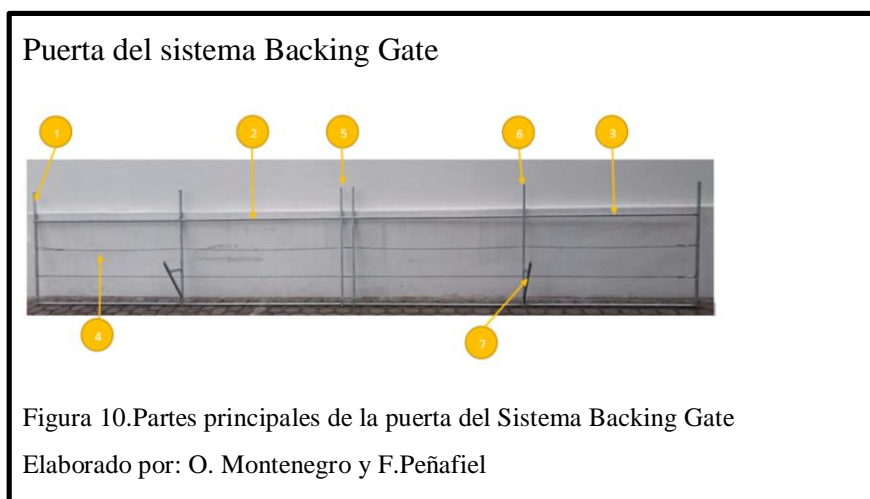 Puerta del sistema Backing Gate
1 2 5 6 3
4 7
Figura 10.Partes principales de la puerta del Sistema Backing Gate
Elaborado por: O. Montenegro y F.Peñafiel